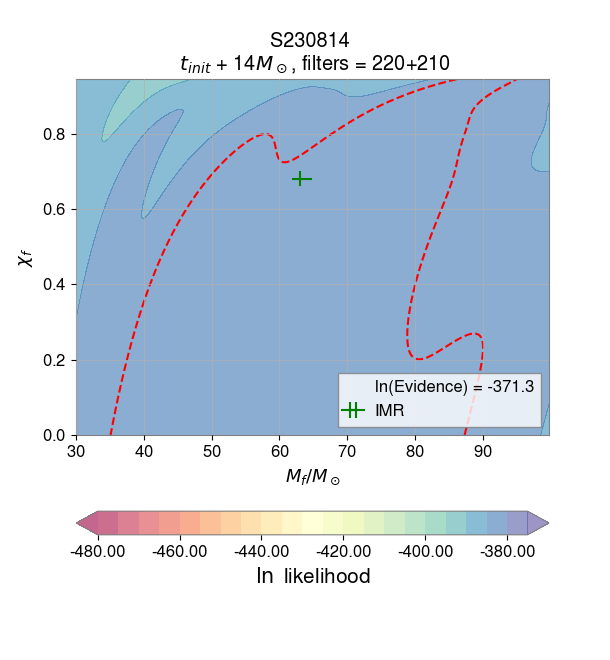 S230814
t_init + 14M_⊙, filters = 220+210
0.8
0.6
0.4
0.2
0.0
χ_f
ln(Evidence) = -371.3
IMR
30 40 50 60 70 80 90
M_f/M_⊙
-480.00 -460.00 -440.00 -420.00 -400.00 -380.00
ln likelihood